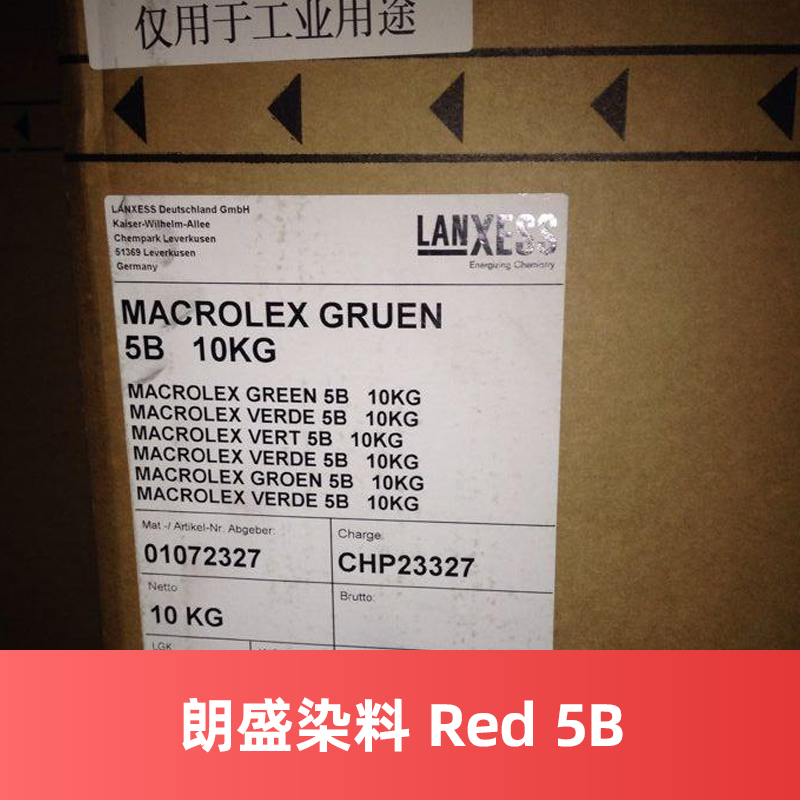 仅用于工业用途
LANXESS Deutschland GmbH
Kaiser-Wilhelm-Allee
Chempark Leverkusen
51369 Leverkusen
Germany
LANXESS
Energizing Chemistry
MACROLEX GRUEN
5B 10KG
MACROLEX GREEN 5B 10KG
MACROLEX VERDE 5B 10KG
MACROLEX VERT 5B 10KG
MACROLEX VERDE 5B 10KG
MACROLEX GROEN 5B 10KG
MACROLEX VERDE 5B 10KG
Mat -/ Artikel-Nr. Abgeber:
01072327
Charge:
CHP23327
Netto
10 KG
Brutto:
LGK
朗盛染料 Red 5B